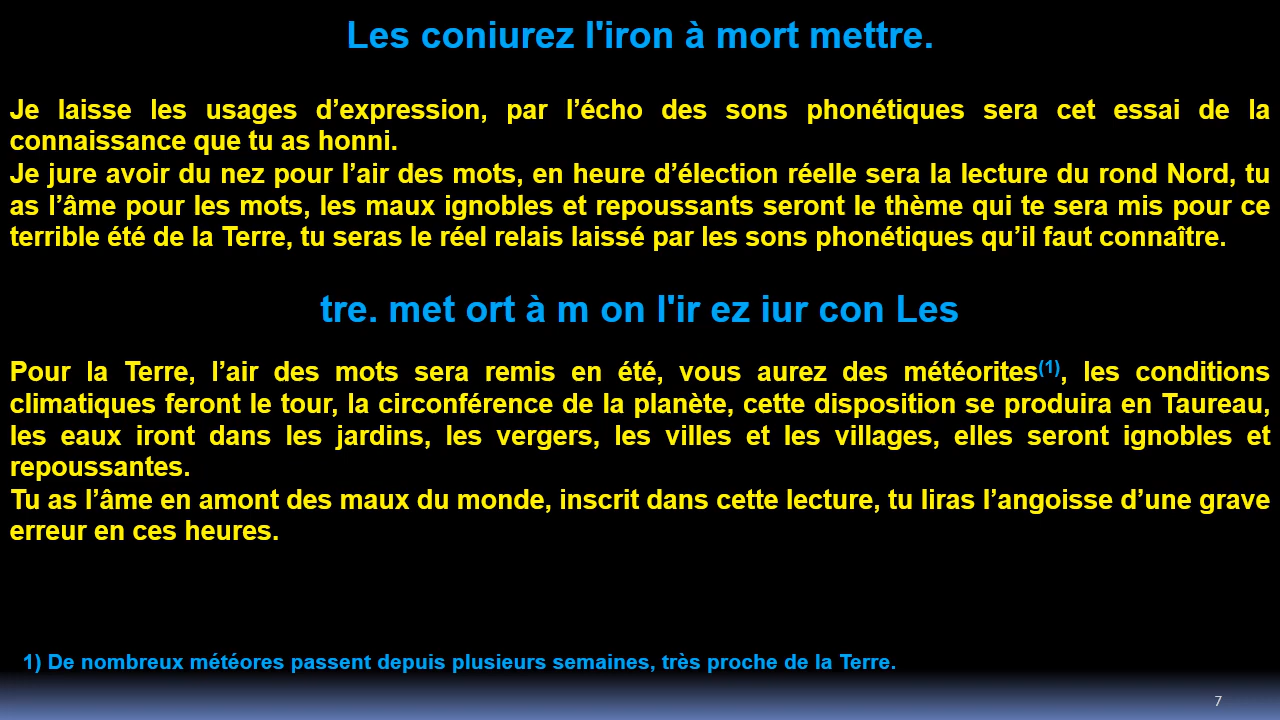 Les coniurez l'iron à mort mettre.
Je laisse les usages d’expression, par l’écho des sons phonétiques sera cet essai de la
connaissance que tu as honni.
Je jure avoir du nez pour l’air des mots, en heure d’élection réelle sera la lecture du rond Nord, tu
as l’âme pour les mots, les maux ignobles et repoussants seront le thème qui te sera mis pour ce
terrible été de la Terre, tu seras le réel relais laissé par les sons phonétiques qu’il faut connaître.
tre. met ort à m on l'ir ez iur con Les
Pour la Terre, l’air des mots sera remis en été, vous aurez des météorites(1), les conditions
climatiques feront le tour, la circonférence de la planète, cette disposition se produira en Taureau,
les eaux iront dans les jardins, les vergers, les villes et les villages, elles seront ignobles et
repoussantes.
Tu as l’âme en amont des maux du monde, inscrit dans cette lecture, tu liras l’angoisse d’une grave
erreur en ces heures.
1) De nombreux météores passent depuis plusieurs semaines, très proche de la Terre.
7